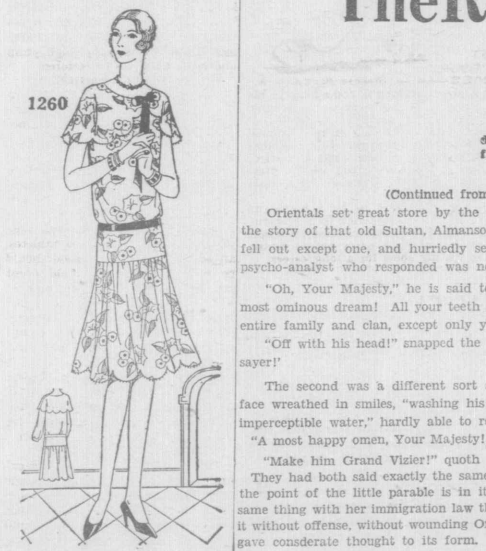 TheR
1260
(Continued from
Orientals set great store by the
the story of that old Sultan, Almanso
fell out except one, and hurriedly se
psycho-analyst who responded was n
"Oh, Your Majesty," he is said t
most ominous dream! All your teeth
entire family and clan, except only y
"Off with his head!" snapped the
sayer!'
The second was a different sort
face wreathed in smiles, "washing his
imperceptible water," hardly able to r
"A most happy omen, Your Majesty!
"Make him Grand Vizier!" quoth
They had both said exactly the same
the point of the little parable is in it
same thing with her immigration law th
it without offense, without wounding O
gave considerate thought to its form.